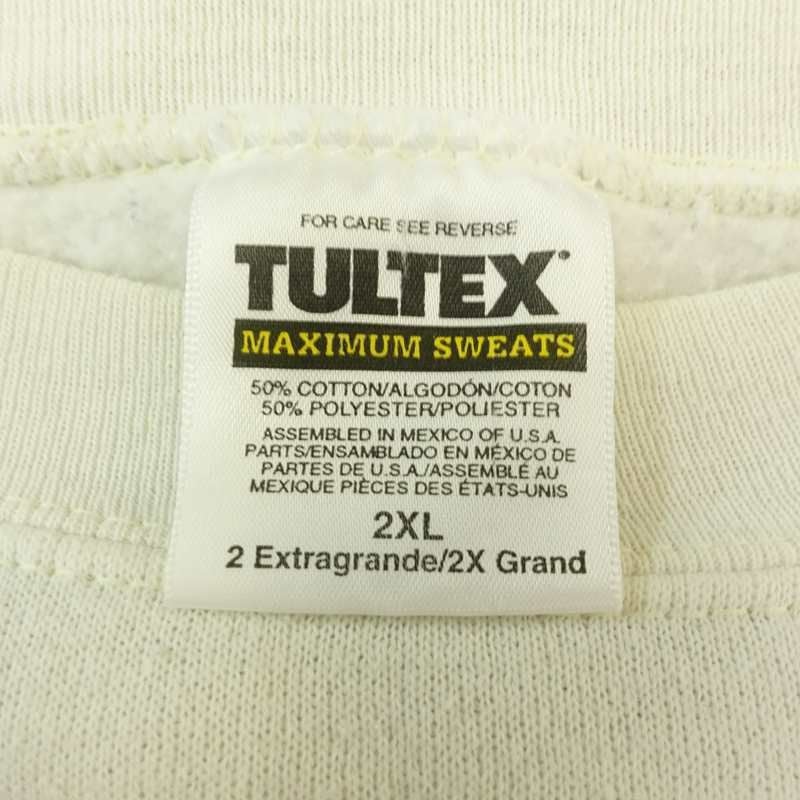 FOR CARE SEE REVERSE
TULTEX
MAXIMUM SWEATS
50% COTTON/ALGODÓN/COTON
50% POLYESTER/POLIESTER
ASSEMBLED IN MEXICO OF U.S.A.
PARTS/ENSAMBLADO EN MÉXICO DE
PARTES DE U.S.A./ASSEMBLÉ AU
MEXIQUE PIÈCES DES ÉTATS-UNIS
2XL
2 Extragrande/2X Grand